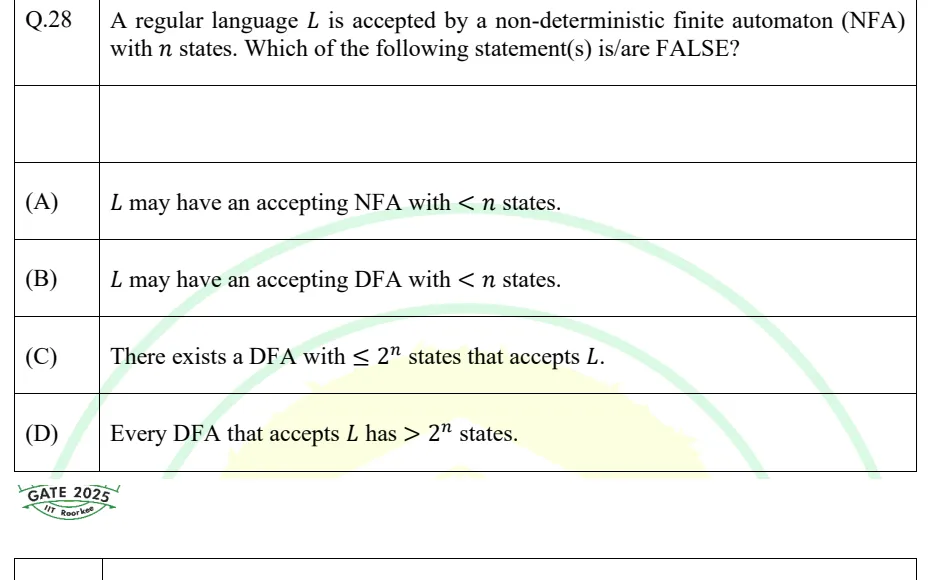 Q.28 A regular language L is accepted by a non-deterministic finite automaton (NFA)
with n states. Which of the following statement(s) is/are FALSE?
(A) L may have an accepting NFA with < n states.
(B) L may have an accepting DFA with < n states.
(C) There exists a DFA with ≤ 2ⁿ states that accepts L.
(D) Every DFA that accepts L has > 2ⁿ states.
GATE 2025
IIT Roorkee